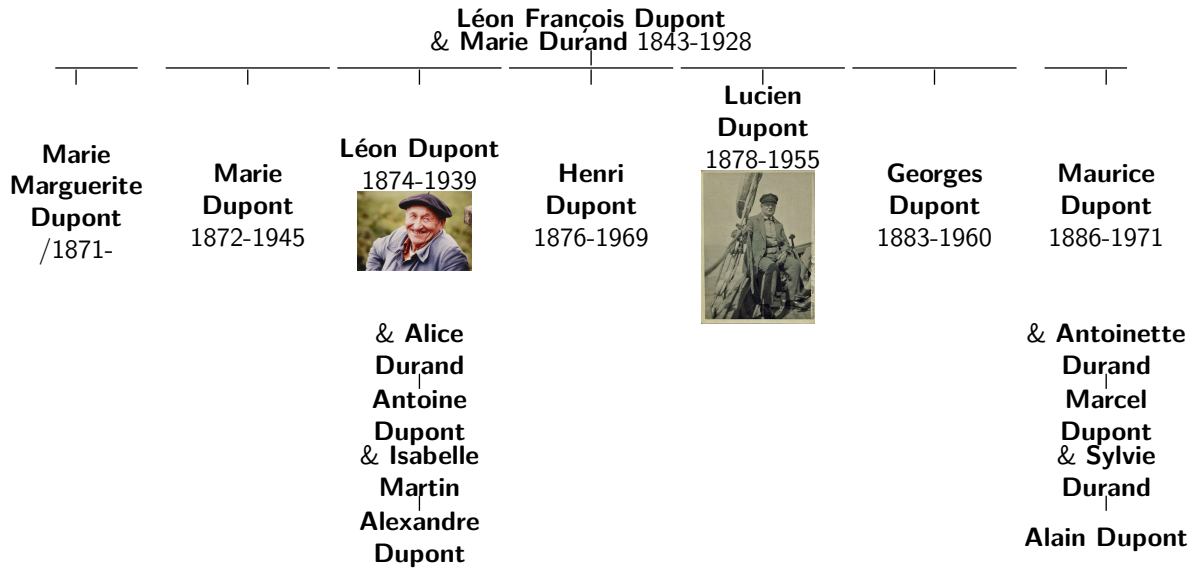 Léon François Dupont
& Marie Durand 1843-1928
Marie
Marguerite
Dupont
/1871-
Marie
Dupont
1872-1945
Léon Dupont
1874-1939
& Alice
Durand
Antoine
Dupont
& Isabelle
Martin
Alexandre
Dupont
Henri
Dupont
1876-1969
Lucien
Dupont
1878-1955
Georges
Dupont
1883-1960
Maurice
Dupont
1886-1971
& Antoinette
Durand
Marcel
Dupont
& Sylvie
Durand
Alain Dupont